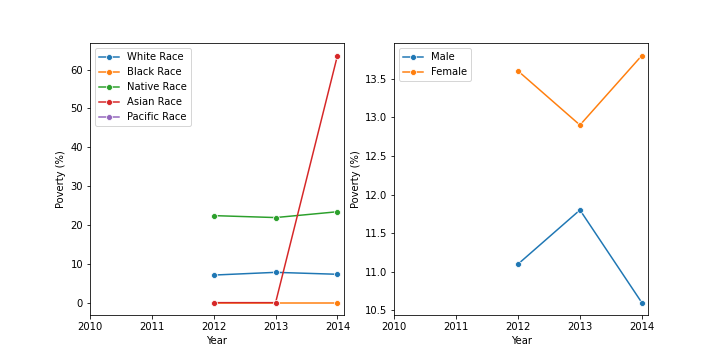 White Race
Black Race
Native Race
Asian Race
Pacific Race
60
50
40
30
20
10
0
Poverty (%)
2010 2011 2012 2013 2014
Year
Male
Female
13.5
13.0
12.5
12.0
11.5
11.0
10.5
Poverty (%)
2010 2011 2012 2013 2014
Year